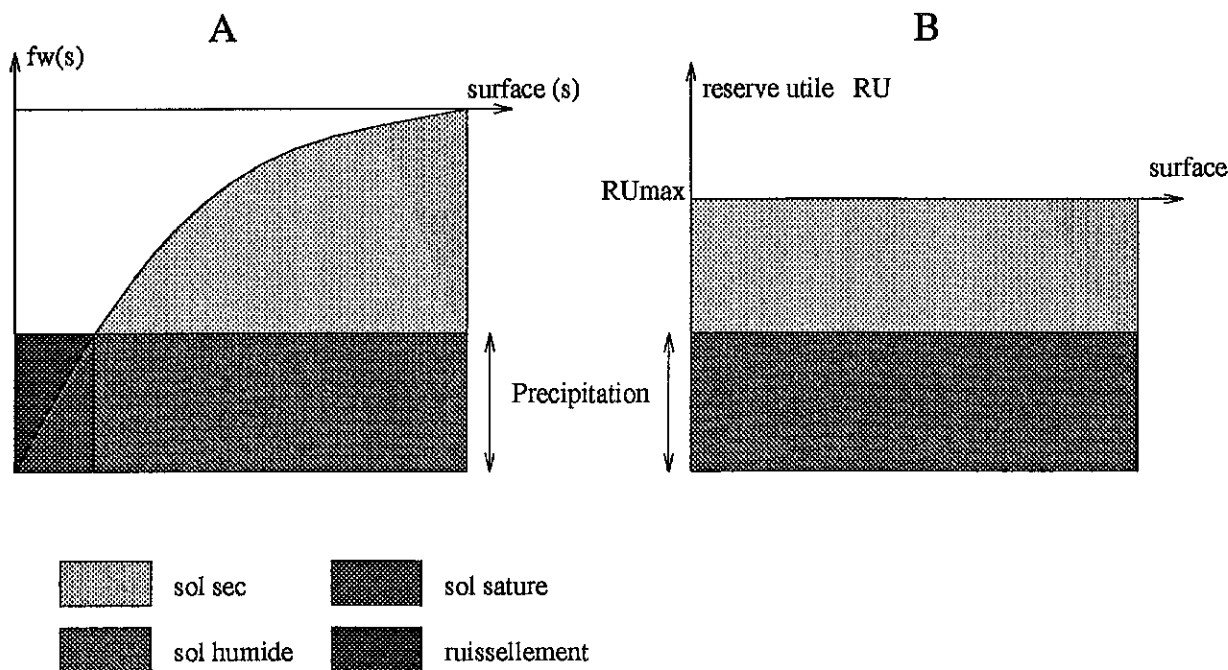 A
B
fw(s)
surface (s)
reserve utile RU
RUmax
surface
Precipitation
sol sec
sol sature
sol humide
ruissellement